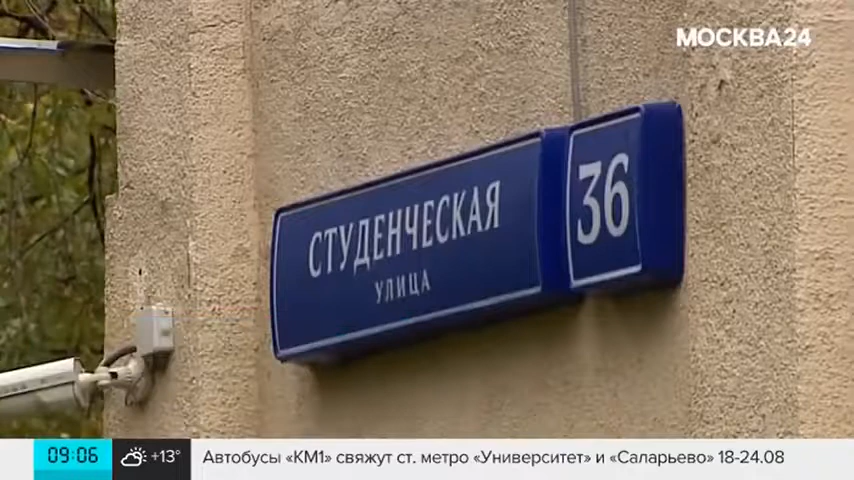 МОСКВА24
СТУДЕНЧЕСКАЯ
УЛИЦА
36
09:06
+13°
Автобусы «КМ1» свяжут ст. метро «Университет» и «Саларьево» 18-24.08